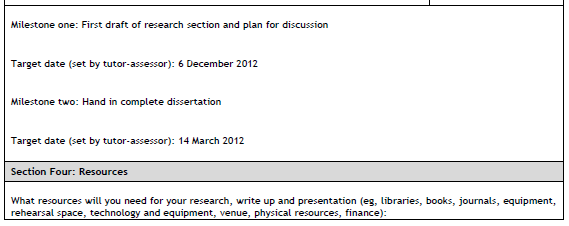 Milestone one: First draft of research section and plan for discussion
Target date (set by tutor-assessor): 6 December 2012
Milestone two: Hand in complete dissertation
Target date (set by tutor-assessor): 14 March 2012
Section Four: Resources
What resources will you need for your research, write up and presentation (eg, libraries, books, journals, equipment,
rehearsal space, technology and equipment, venue, physical resources, finance):